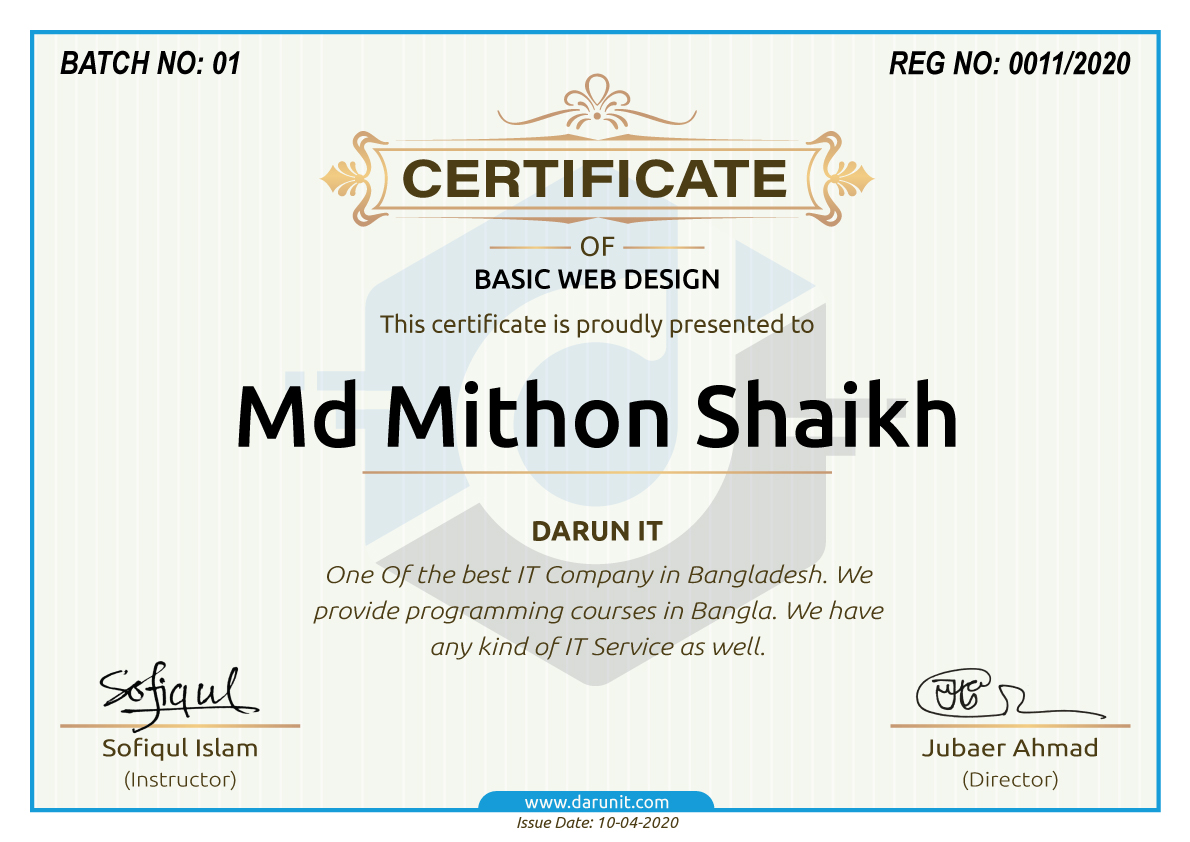 BATCH NO: 01
REG NO: 0011/2020
CERTIFICATE
OF
BASIC WEB DESIGN
This certificate is proudly presented to
Md Mithon Shaikh
DARUN IT
One Of the best IT Company in Bangladesh. We
provide programming courses in Bangla. We have
any kind of IT Service as well.
Sofiqul
Sofiqul Islam
(Instructor)
Jubaer Ahmad
(Director)
www.darunit.com
Issue Date: 10-04-2020